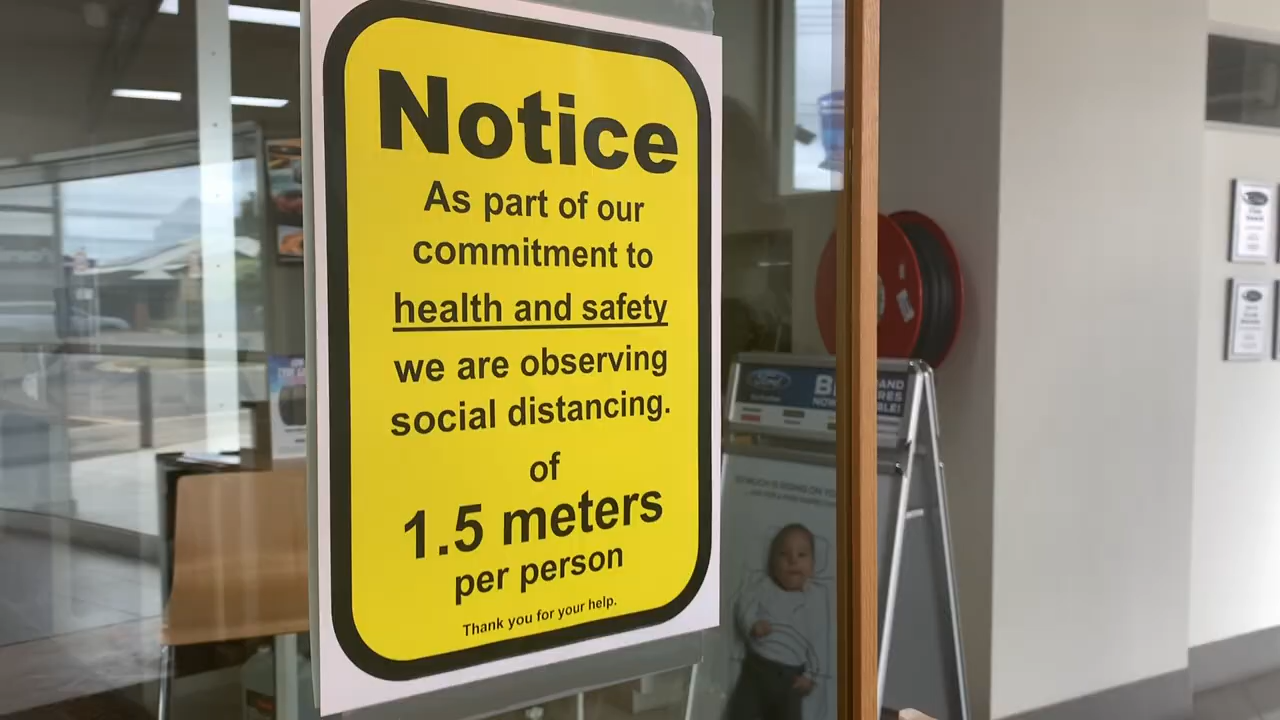 Notice
As part of our
commitment to
health and safety
we are observing
social distancing.
of
1.5 meters
per person
Thank you for your help.
Ford